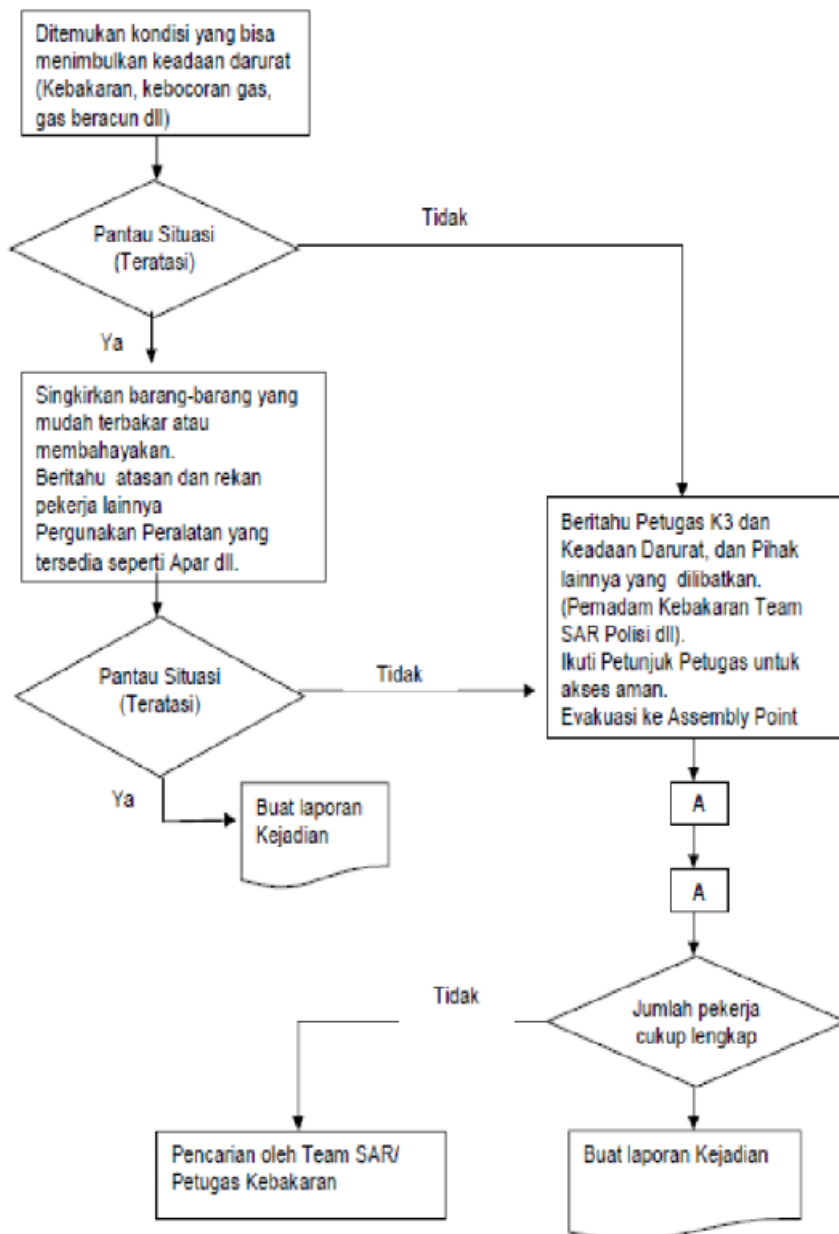 Ditemukan kondisi yang bisa
menimbulkan keadaan darurat
(Kebakaran, kebocoran gas,
gas beracun dll)
Pantau Situasi
(Teratasi)
Tidak
Ya
Singkirkan barang-barang yang
mudah terbakar atau
membahayakan.
Beritahu atasan dan rekan
pekerja lainnya
Pergunakan Peralatan yang
tersedia seperti Apar dll.
Beritahu Petugas K3 dan
Keadaan Darurat, dan Pihak
lainnya yang dilibatkan.
(Pemadam Kebakaran Team
SAR Polisi dll).
Ikuti Petunjuk Petugas untuk
akses aman.
Evakuasi ke Assembly Point
Pantau Situasi
(Teratasi)
Tidak
Ya
Buat laporan
Kejadian
A
A
Jumlah pekerja
cukup lengkap
Tidak
Pencarian oleh Team SAR/
Petugas Kebakaran
Buat laporan Kejadian